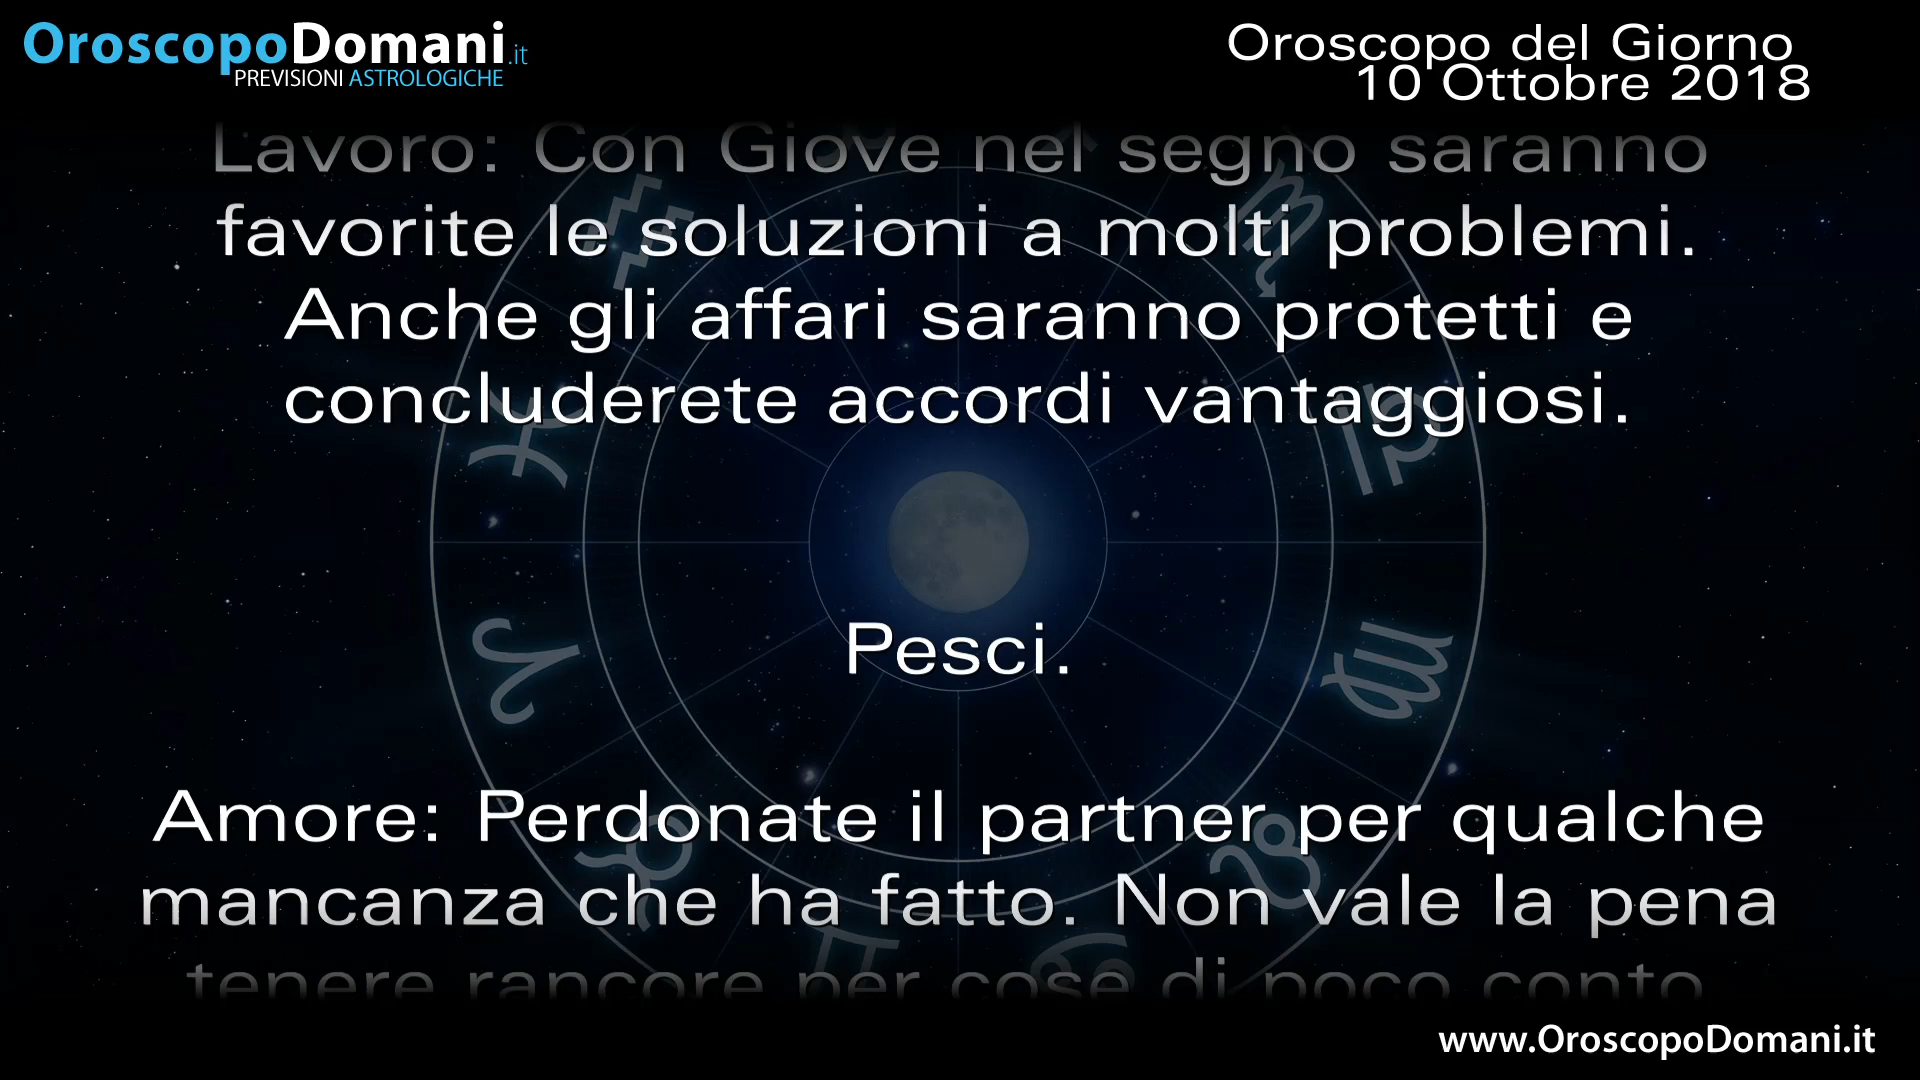 OroscopoDomani.it
PREVISIONI ASTROLOGICHE
Oroscopo del Giorno
10 Ottobre 2018
Lavoro: Con Giove nel segno saranno
favorite le soluzioni a molti problemi.
Anche gli affari saranno protetti e
concluderete accordi vantaggiosi.
Pesci.
Amore: Perdonate il partner per qualche
mancanza che ha fatto. Non vale la pena
tenere rancore per cose di poco conto.
www.OroscopoDomani.it